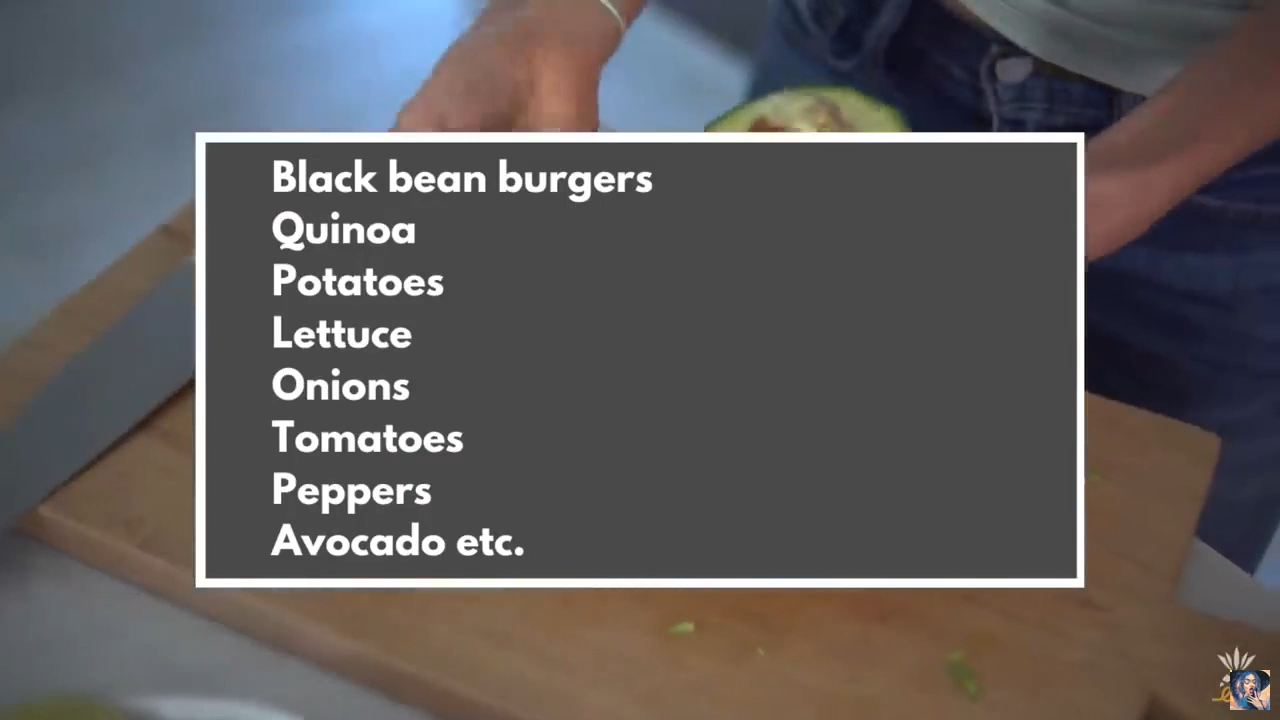 Black bean burgers
Quinoa
Potatoes
Lettuce
Onions
Tomatoes
Peppers
Avocado etc.